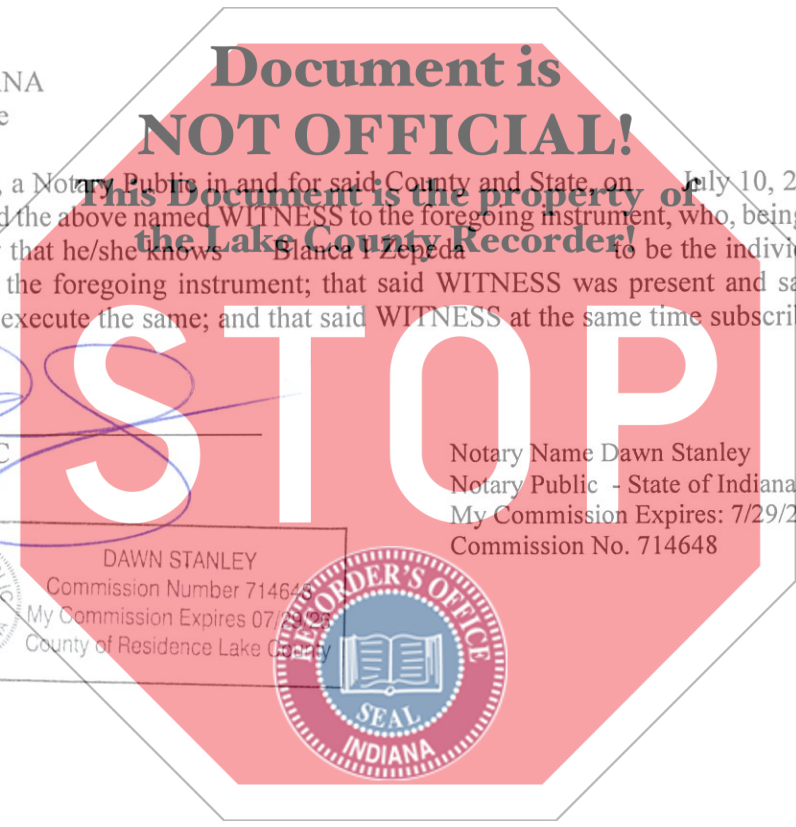 Document is
NOT OFFICIAL!
This Document is the property of
the Lake County Recorder!
STOP
NA
, a Notary Public in and for said County and State, on July 10, 2
d the above named WITNESS to the foregoing instrument, who, being
that he/she knows Blanca I Zepeda to be the individ
the foregoing instrument; that said WITNESS was present and sa
execute the same; and that said WITNESS at the same time subscrib
C
Notary Name Dawn Stanley
Notary Public - State of Indiana
My Commission Expires: 7/29/2
Commission No. 714648
DAWN STANLEY
Commission Number 714648
My Commission Expires 07/29/25
County of Residence Lake County
RECORDER'S OFFICE
SEAL
INDIANA